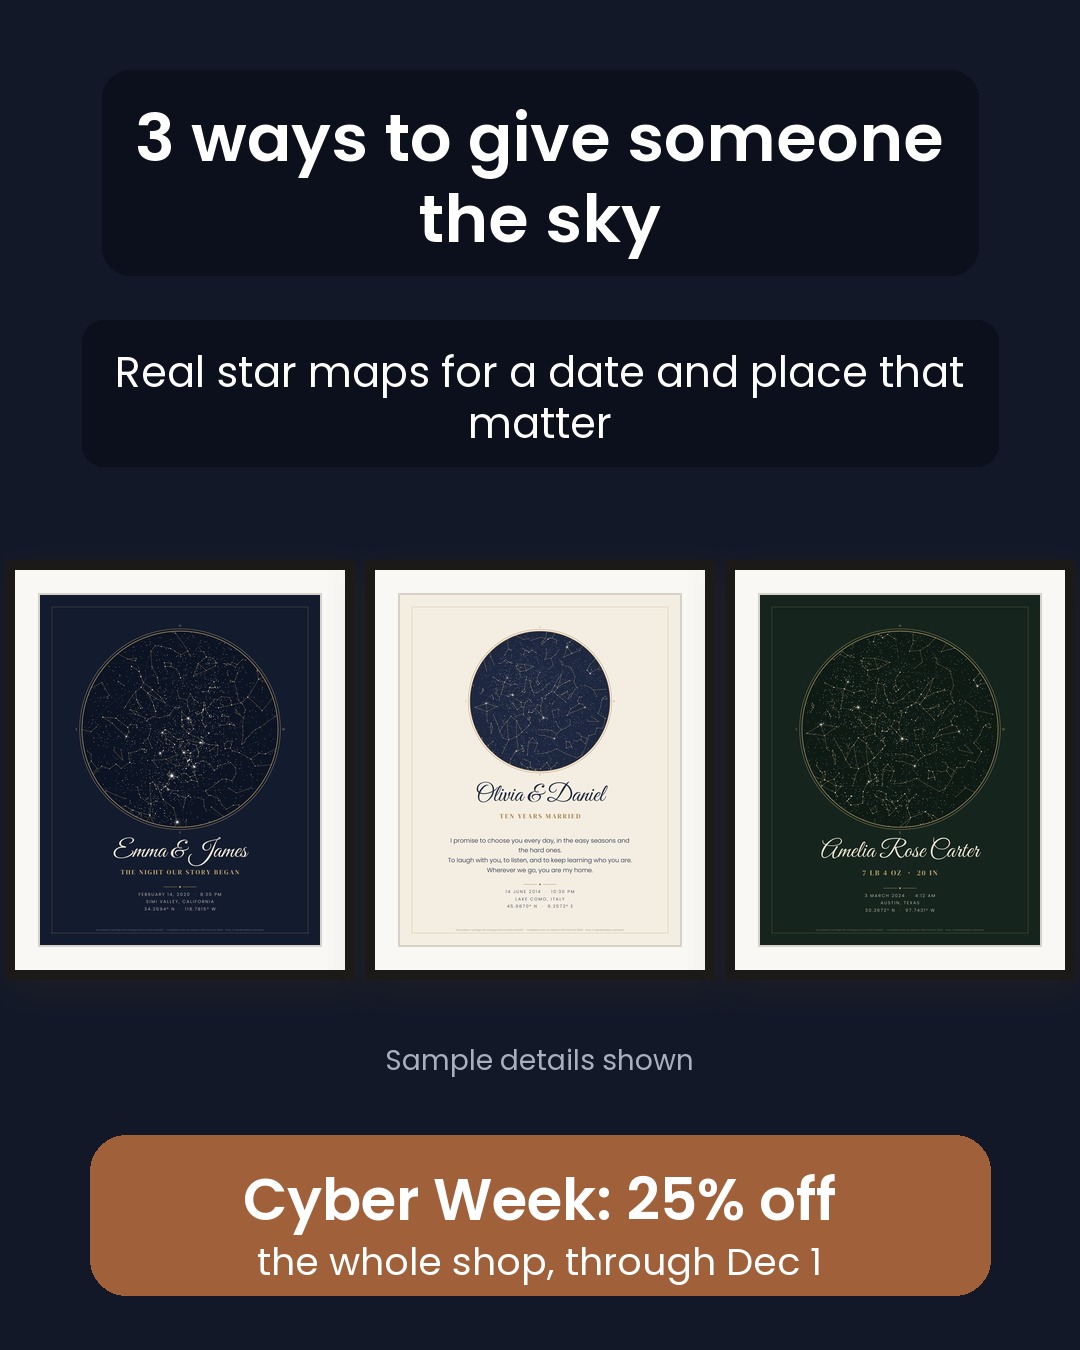 3 ways to give someone
the sky
Real star maps for a date and place that
matter
Emma & James
THE NIGHT OUR STORY BEGAN
FEBRUARY 14, 2020 · 8:30 PM
SIMI VALLEY, CALIFORNIA
Olivia & Daniel
TEN YEARS MARRIED
I promise to choose you every day, in the easy seasons and
the hard ones.
To laugh with you, to listen, and to keep learning who you are.
Wherever we go, you are my home.
14 JUNE 2014 · 10:30 PM
LAKE COMO, ITALY
Amelia Rose Carter
7 LB 4 OZ · 20 IN
3 MARCH 2024 · 4:12 AM
AUSTIN, TEXAS
Sample details shown
Cyber Week: 25% off
the whole shop, through Dec 1